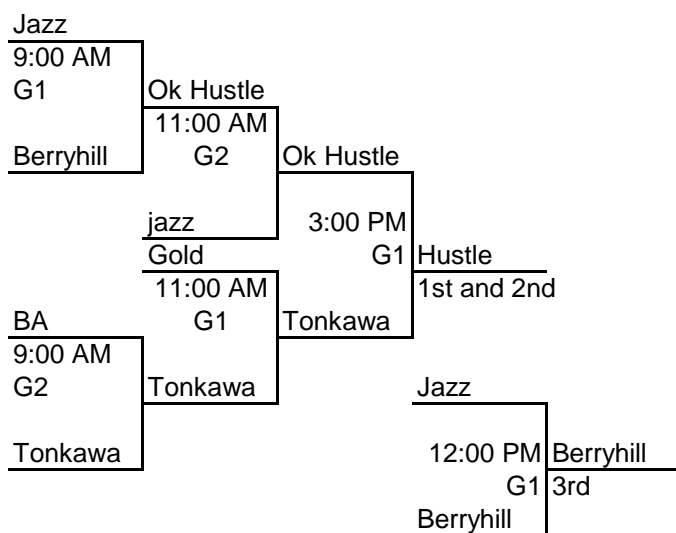 Jazz
9:00 AM
G1
Ok Hustle
11:00 AM
Berryhill
G2
Ok Hustle
jazz
3:00 PM
Gold
G1
Hustle
11:00 AM
1st and 2nd
BA
G1
Tonkawa
9:00 AM
G2
Tonkawa
Jazz
Tonkawa
12:00 PM
Berryhill
G1
3rd
Berryhill